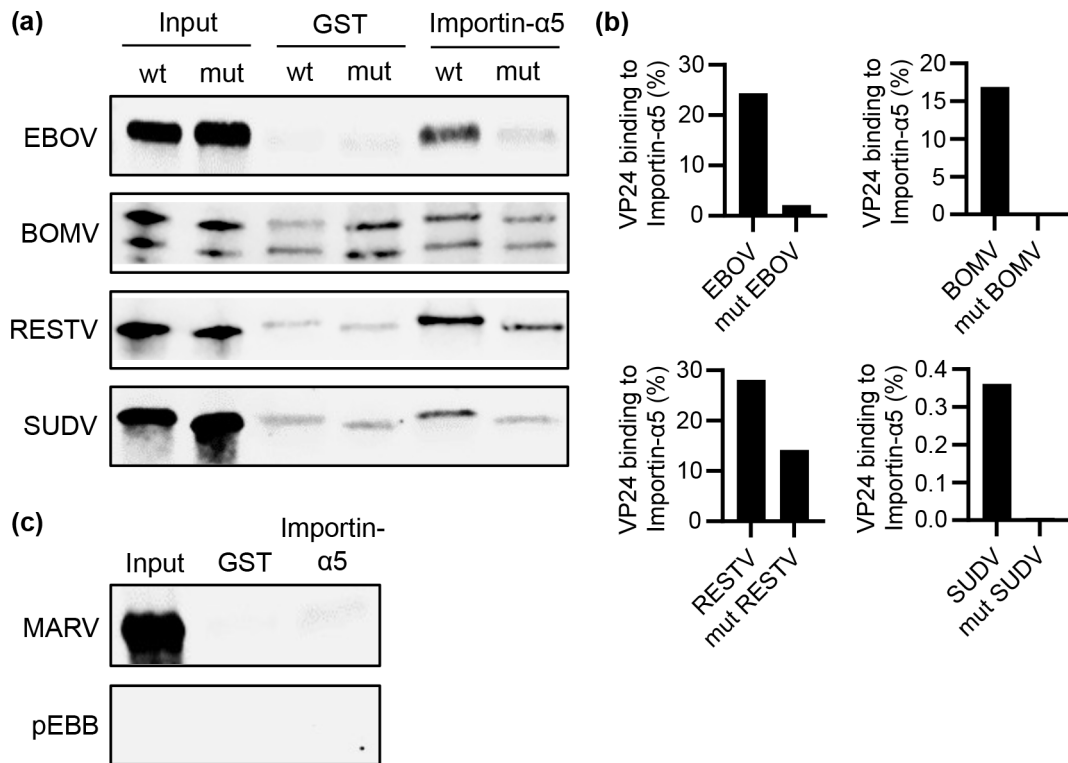 (a)
Input GST Importin-α5
wt mut wt mut wt mut
EBOV
BOMV
RESTV
SUDV
(b)
VP24 binding to
Importin-α5 (%)
30
20
10
0
EBOV
mut EBOV
VP24 binding to
Importin-α5 (%)
20
15
10
5
0
BOMV
mut BOMV
VP24 binding to
Importin-α5 (%)
30
20
10
0
RESTV
mut RESTV
VP24 binding to
Importin-α5 (%)
0.4
0.3
0.2
0.1
0.0
SUDV
mut SUDV
(c)
Input GST Importin-
α5
MARV
pEBB